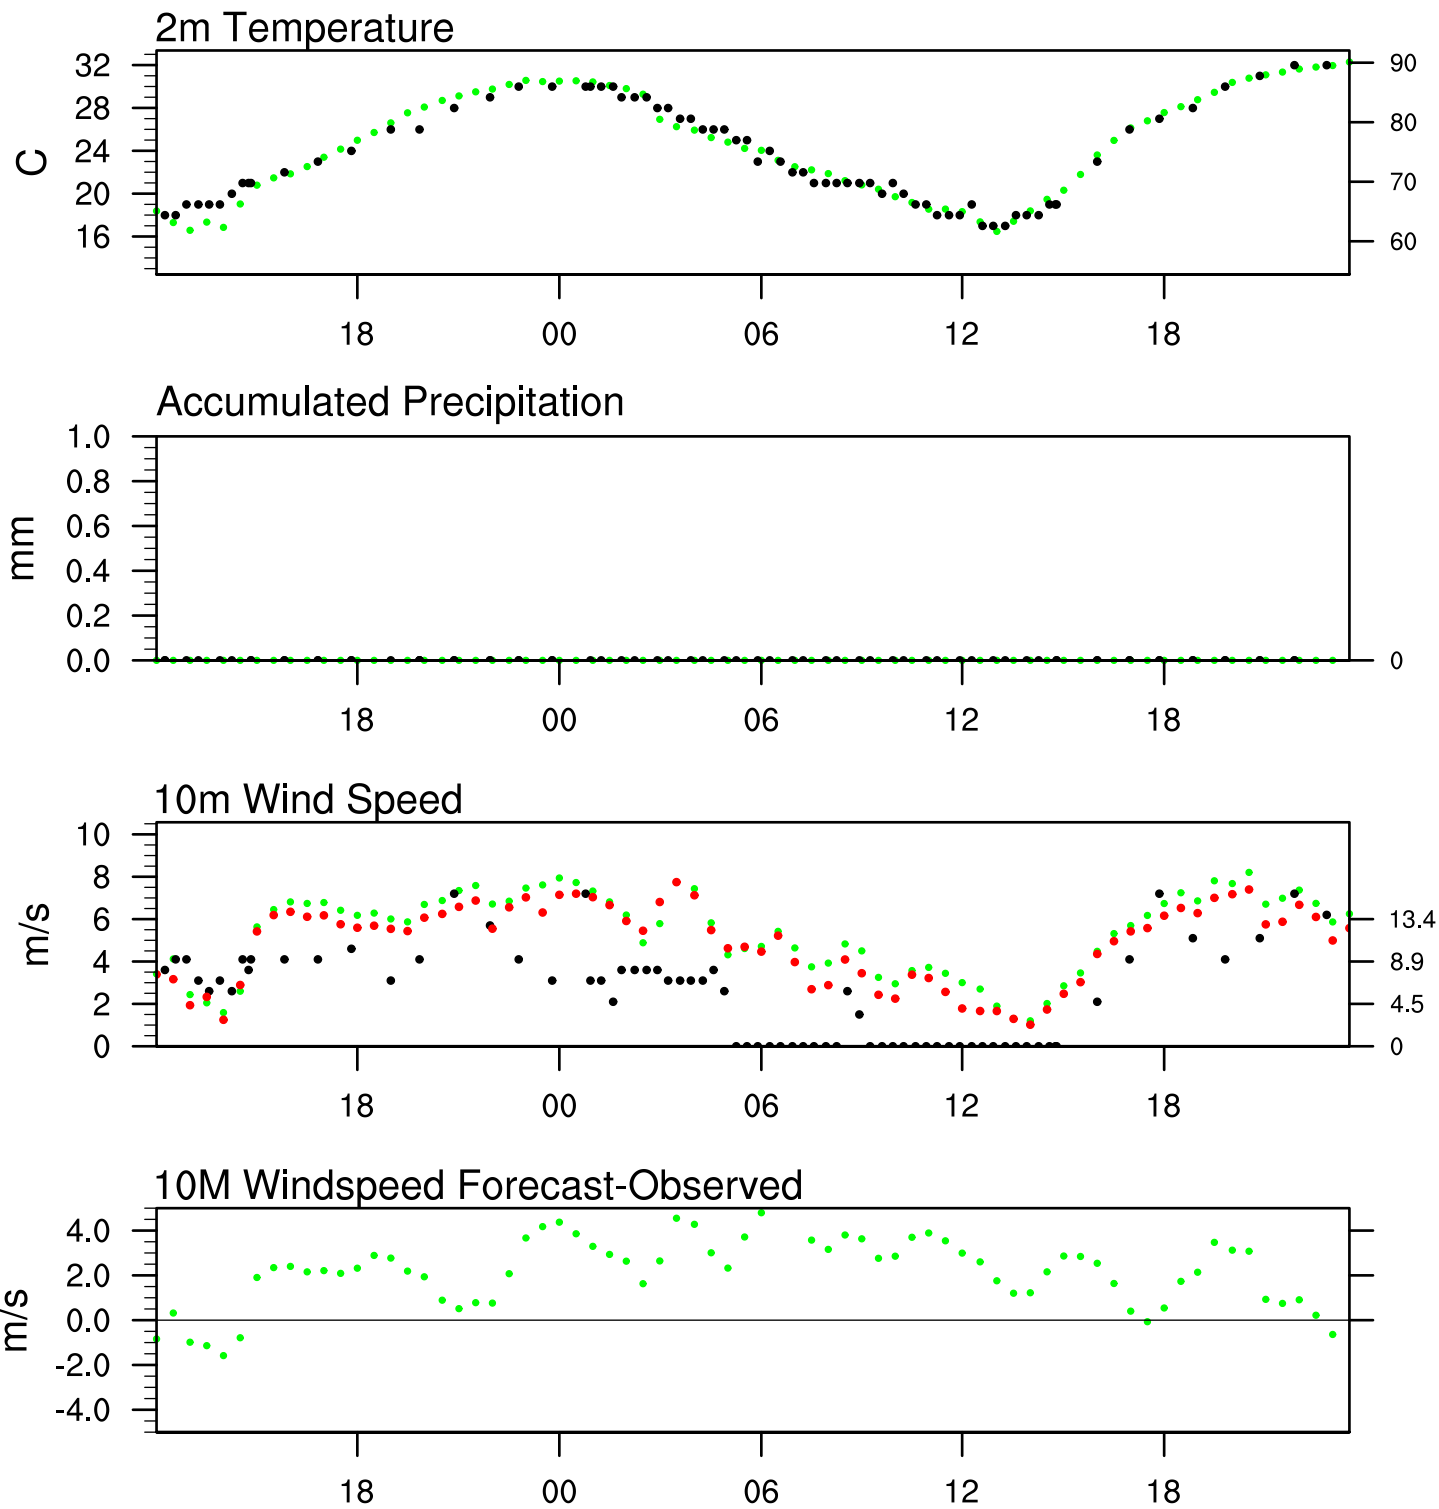 2m Temperature
32
28
24
20
16
C
90
80
70
60
18 00 06 12 18
Accumulated Precipitation
1.0
0.8
0.6
0.4
0.2
0.0
mm
0
18 00 06 12 18
10m Wind Speed
10
8
6
4
2
0
m/s
13.4
8.9
4.5
0
18 00 06 12 18
10M Windspeed Forecast-Observed
4.0
2.0
0.0
-2.0
-4.0
m/s
18 00 06 12 18